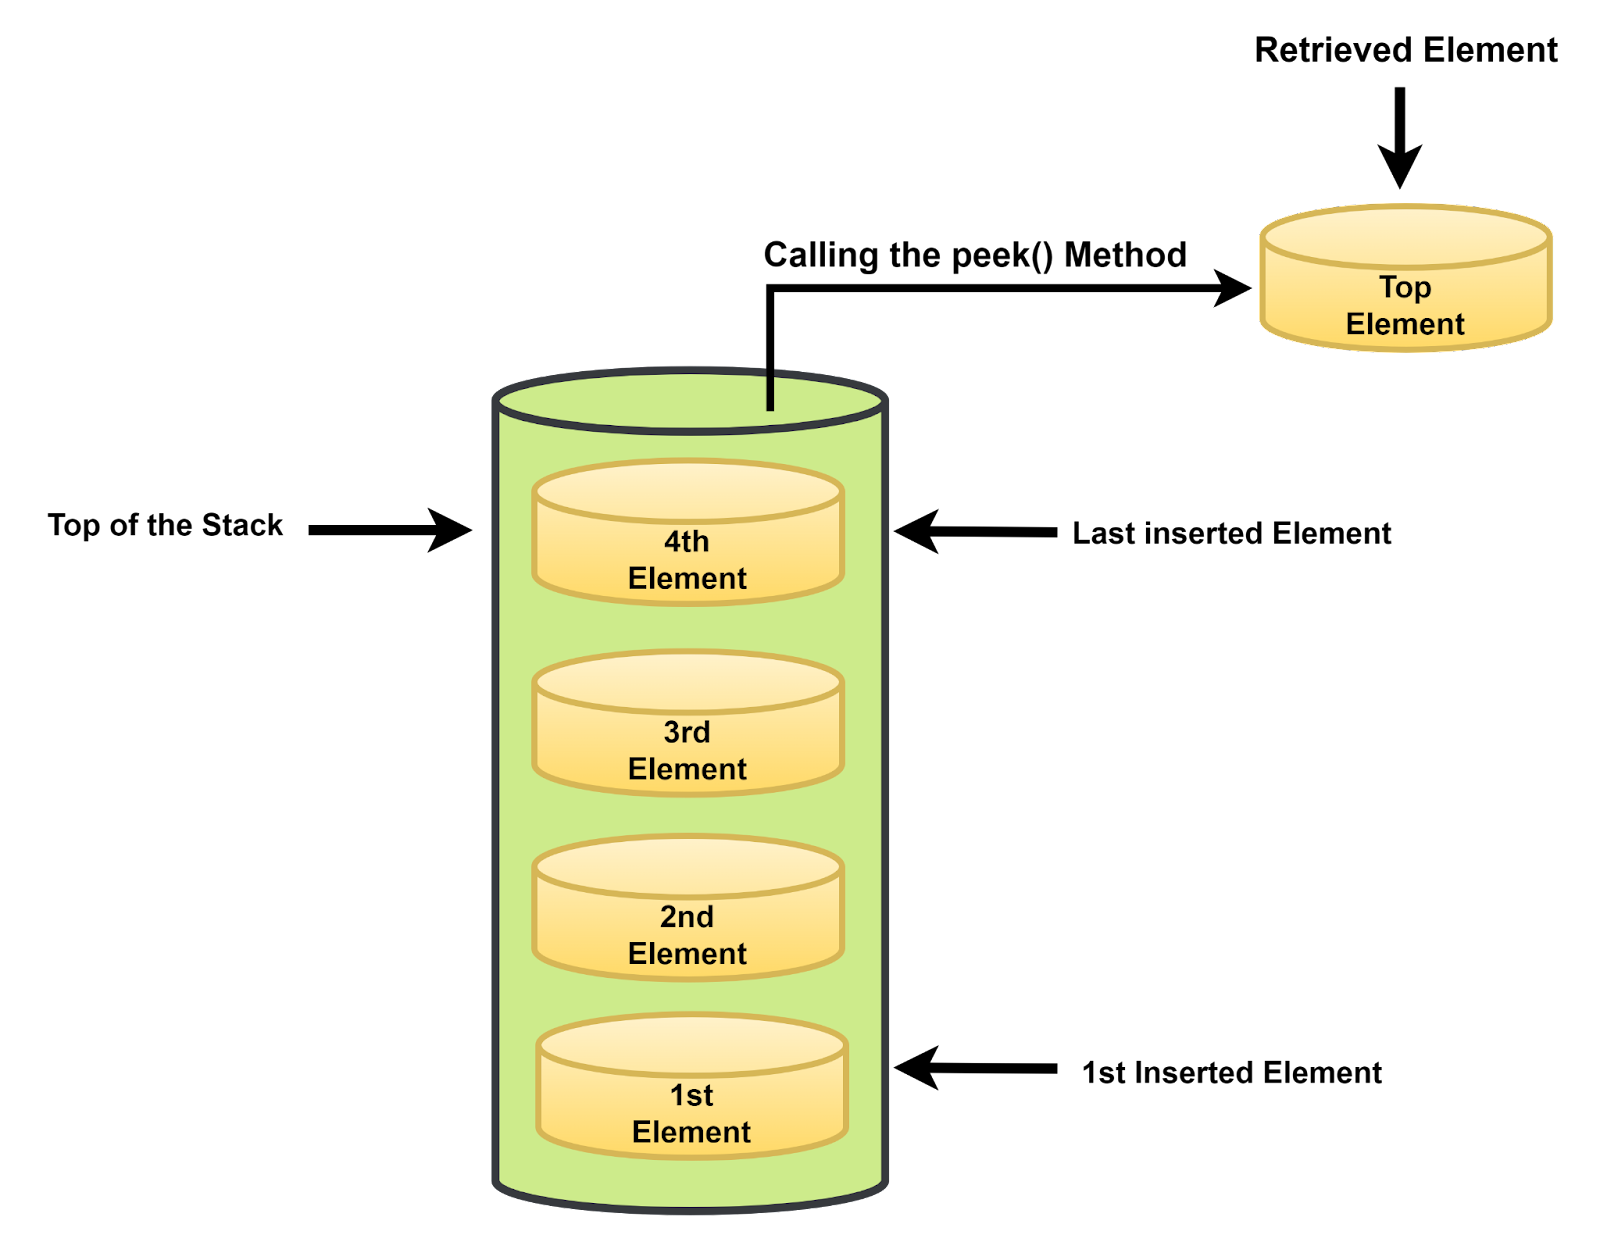 Retrieved Element
Calling the peek() Method
Top
Element
Top of the Stack
4th
Element
Last inserted Element
3rd
Element
2nd
Element
1st
Element
1st Inserted Element